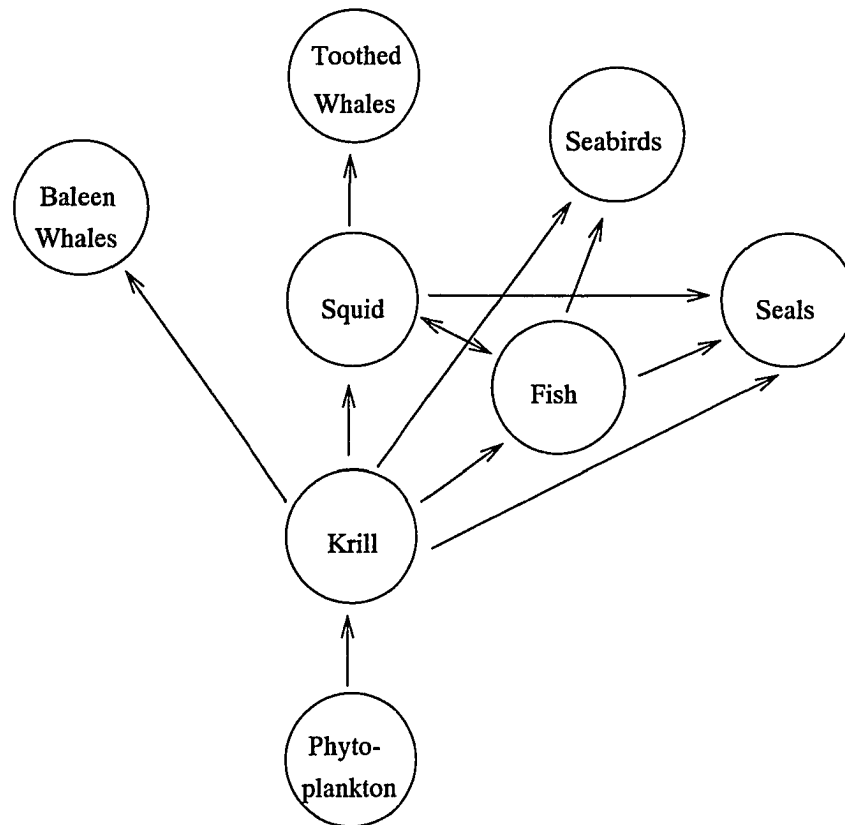 Toothed
Whales
Seabirds
Baleen
Whales
Squid
Seals
Fish
Krill
Phyto-
plankton